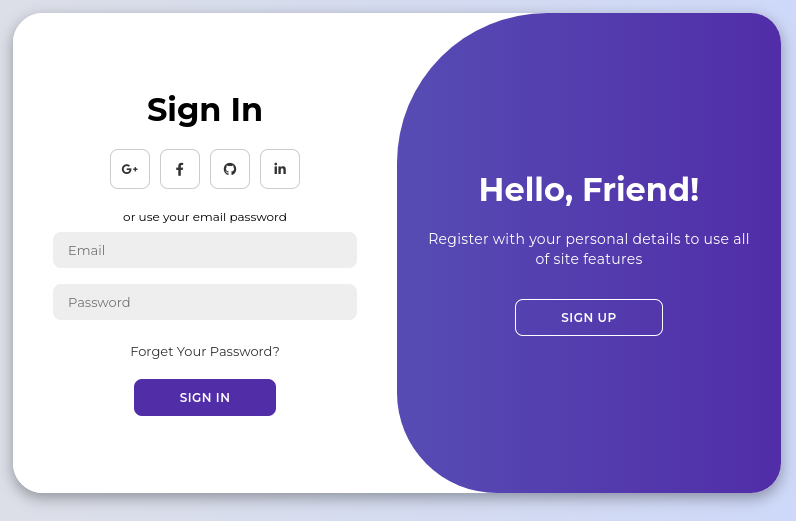 Sign In
G+
f
in
or use your email password
Email
Password
Forget Your Password?
SIGN IN
Hello, Friend!
Register with your personal details to use all
of site features
SIGN UP